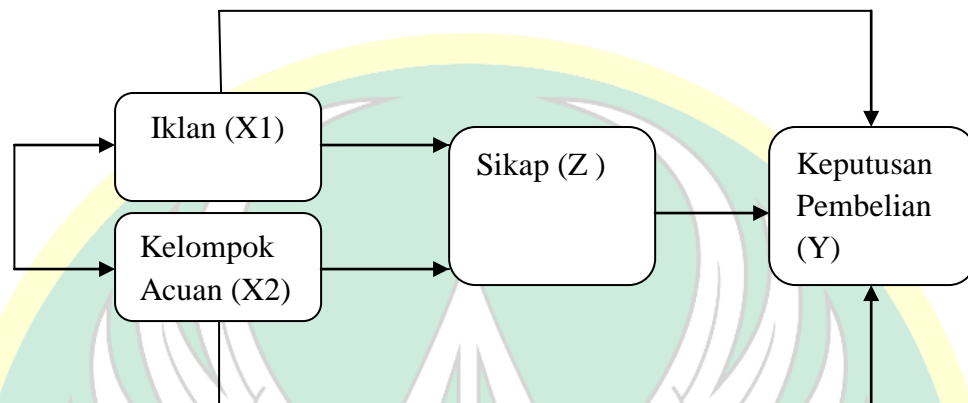 Iklan (X1)
Kelompok
Acuan (X2)
Sikap (Z )
Keputusan
Pembelian
(Y)